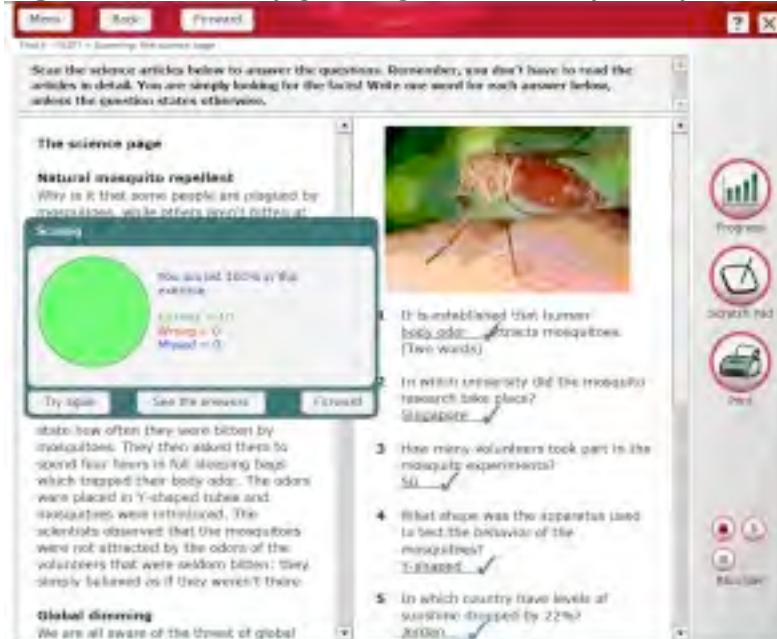 Menu
Back
Forward
?
Scan the science articles below to answer the questions. Remember, you don't have to read the
articles in detail. You are simply looking for the facts! Write one word for each answer below,
unless the question states otherwise.
The science page
Natural mosquito repellent
Why is it that some people are plagued by
mosquitoes, while others aren't bitten at
Scoring
You scored 100% in this
exercise
Correct = 10
Wrong = 0
Missed = 0
Try again
See the answers
Forward
state how often they were bitten by
mosquitoes. They then asked them to
spend four hours in foil sleeping bags
which trapped their body odor. The odors
were placed in Y-shaped tubes and
mosquitoes were introduced. The
scientists observed that the mosquitoes
were not attracted by the odors of the
volunteers that were seldom bitten: they
simply behaved as if they weren't there
Global dimming
We are all aware of the threat of global
It is established that human
body odor attracts mosquitoes.
(Two words)
2 In which university did the mosquito
research take place?
Singapore
3 How many volunteers took part in the
mosquito experiments?
50
4 What shape was the apparatus used
to test the behavior of the
mosquitoes?
Y-shaped
5 In which country have levels of
sunshine dropped by 22%?
Jordan
Progress
Scratch Pad
Print
Recorder